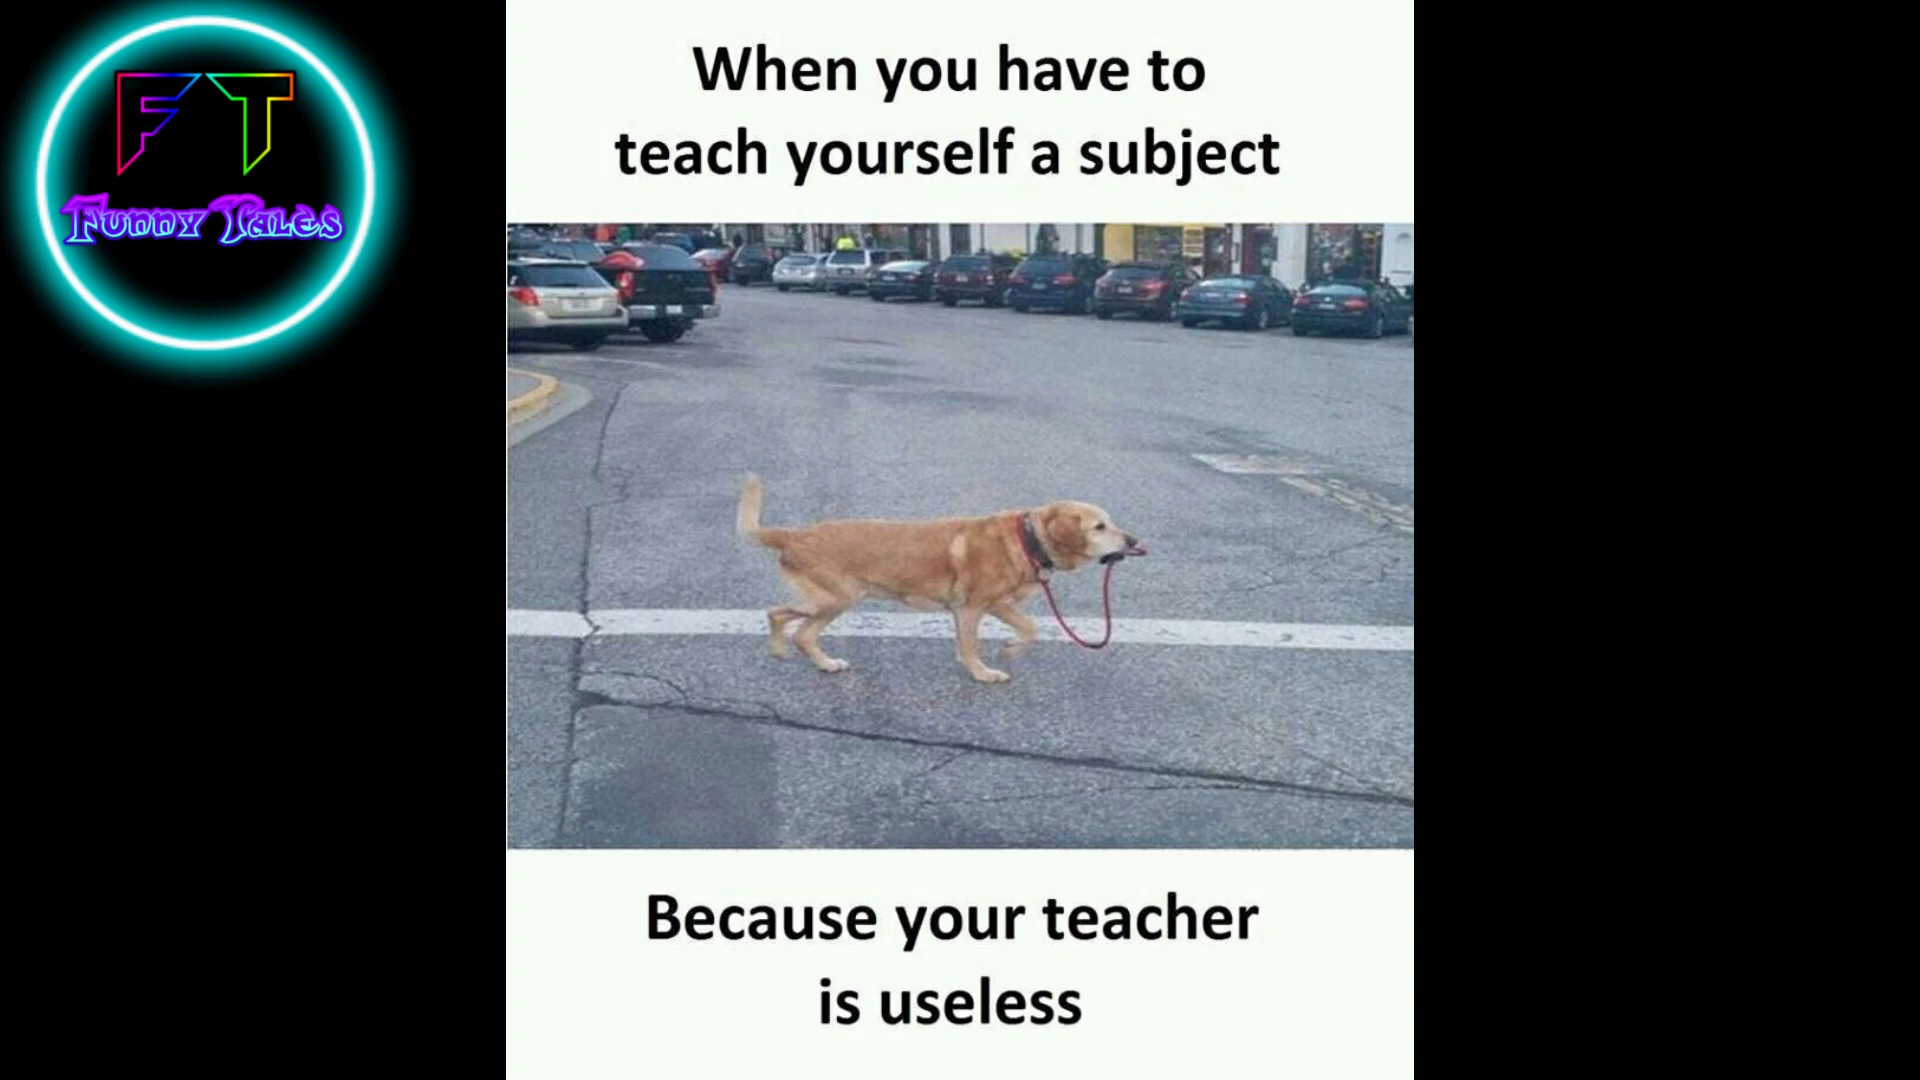 FT
Funny Tales
When you have to
teach yourself a subject
Because your teacher
is useless